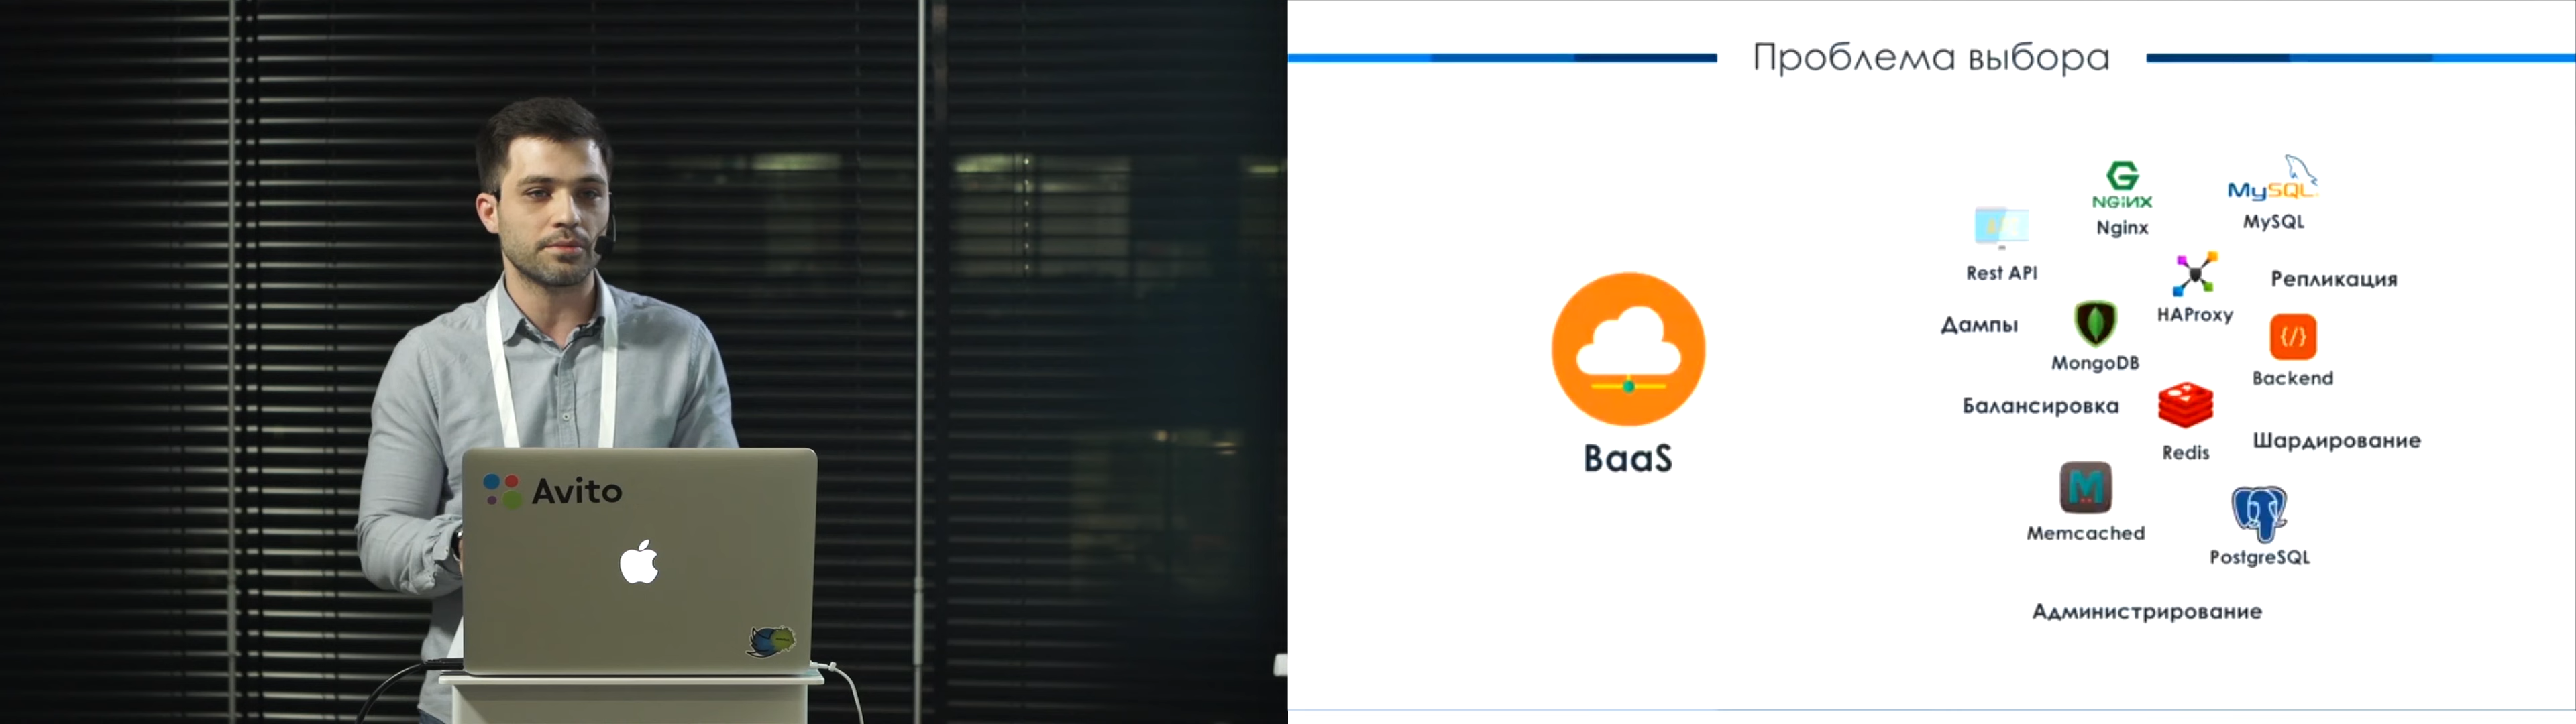 Avito
Проблема выбора
NGiNX
Nginx
MySQL
MySQL
Rest API
HAProxy
Репликация
Дампы
MongoDB
Backend
Балансировка
Redis
Шардирование
Memcached
PostgreSQL
Администрирование
BaaS